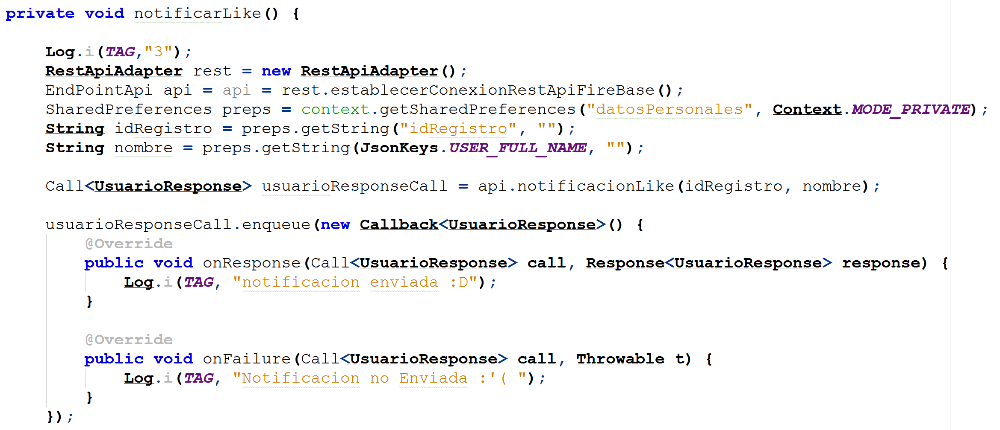 private void notificarLike() {
Log.i(TAG,"3");
RestApiAdapter rest = new RestApiAdapter();
EndPointApi api = api = rest.establecerConexionRestApiFireBase();
SharedPreferences preps = context.getSharedPreferences("datosPersonales", Context.MODE_PRIVATE);
String idRegistro = preps.getString("idRegistro", "");
String nombre = preps.getString(JsonKeys.USER_FULL_NAME, "");
Call<UsuarioResponse> usuarioResponseCall = api.notificacionLike(idRegistro, nombre);
usuarioResponseCall.enqueue(new Callback<UsuarioResponse>() {
@Override
public void onResponse(Call<UsuarioResponse> call, Response<UsuarioResponse> response) {
Log.i(TAG, "notificacion enviada :D");
}
@Override
public void onFailure(Call<UsuarioResponse> call, Throwable t) {
Log.i(TAG, "Notificacion no Enviada :'( ");
}
});